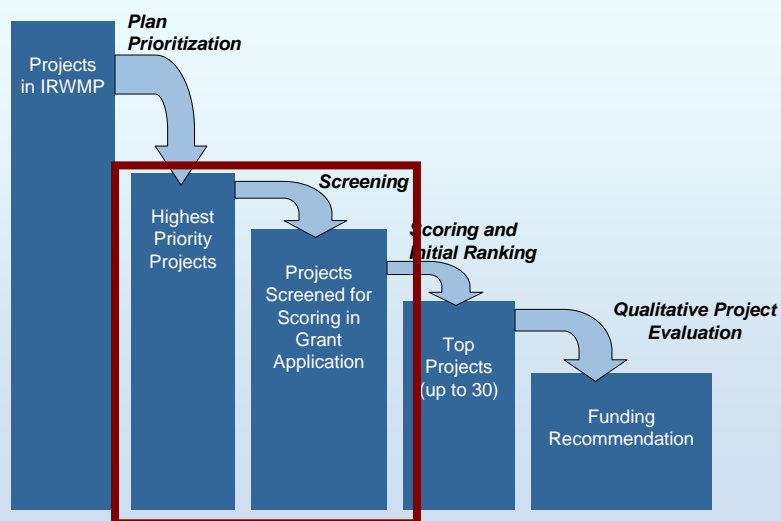 Plan
Prioritization
Projects
in IRWMP
Screening
Highest
Priority
Projects
Scoring and
Initial Ranking
Projects
Screened for
Scoring in
Grant
Application
Qualitative Project
Evaluation
Top
Projects
(up to 30)
Funding
Recommendation